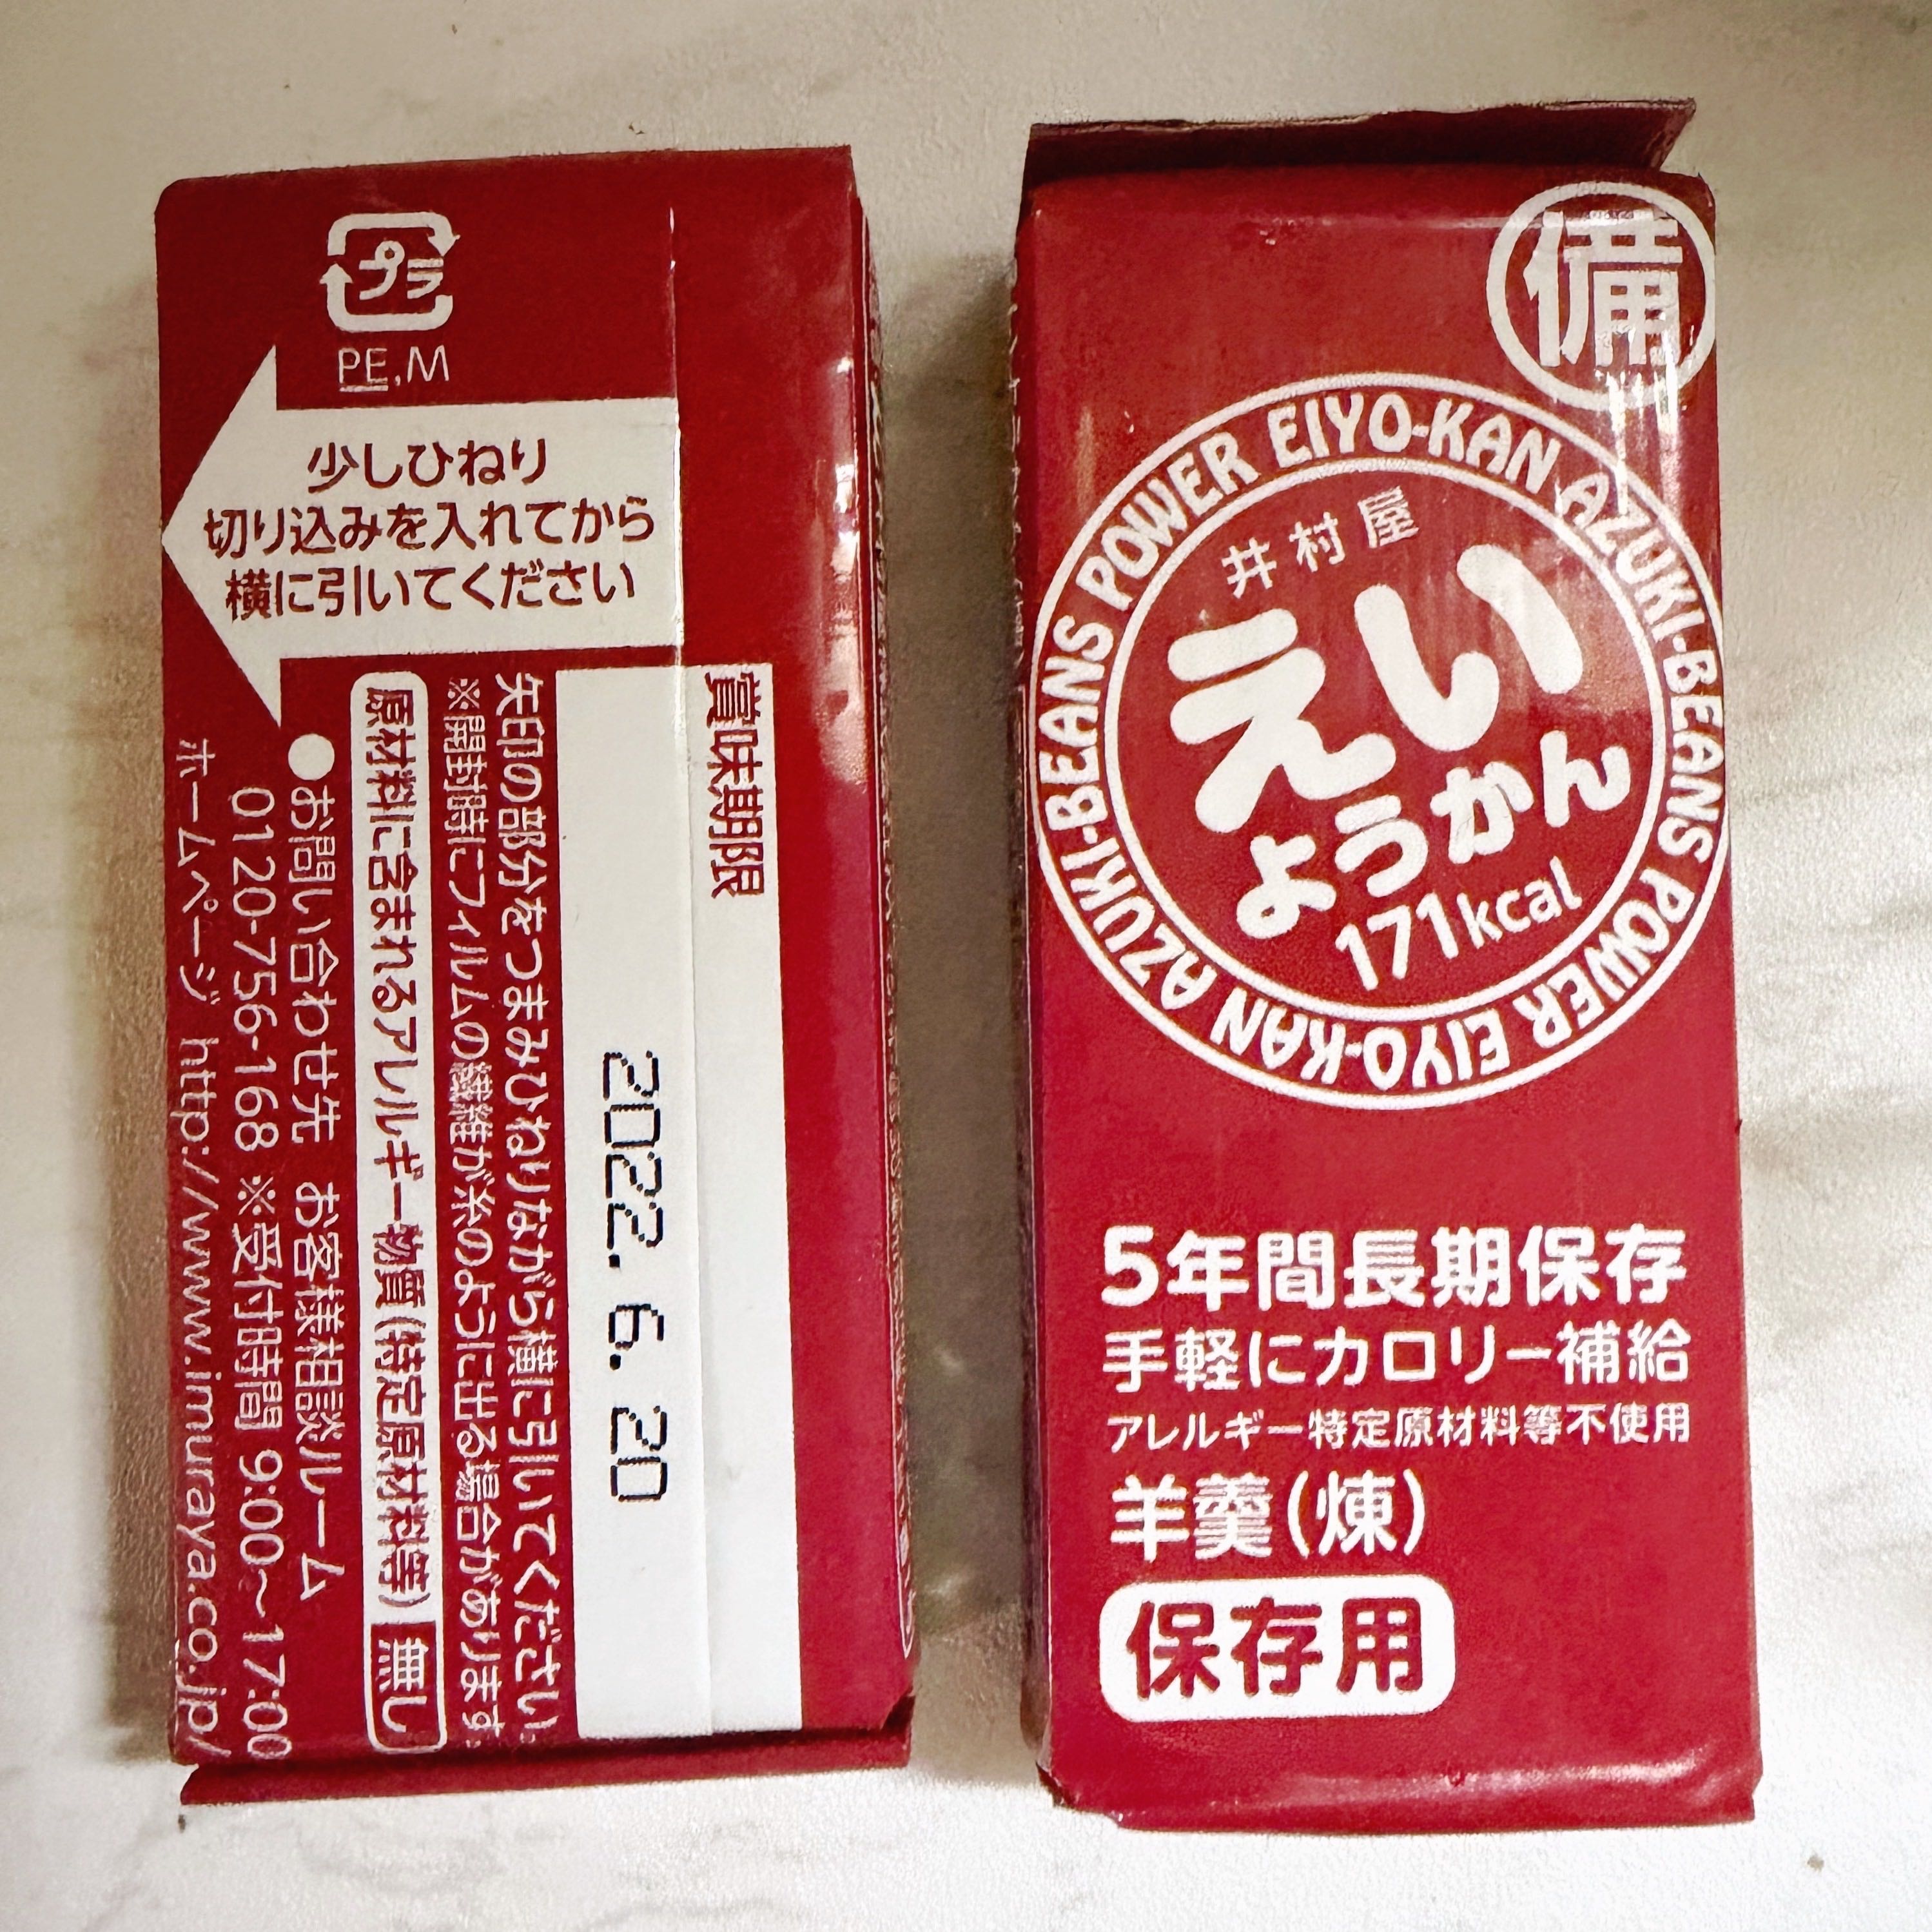 プラ
PE,M
少しひねり
切り込みを入れてから
横に引いてください
賞味期限
2022. 6. 20
矢印の部分をつまみひねりながら横に引いてください。
※開封時にフィルムの繊維が糸のように出る場合があります。
原材料に含まれるアレルギー物質(特定原材料等) 無し
●お問い合わせ先 お客様相談ルーム
0120-756-168 ※受付時間 9:00~17:00
ホームページ http://www.imuraya.co.jp/
備
POWER EIYO-KAN AZUKI-BEANS POWER EIYO-KAN AZUKI-BEANS
井村屋
えい
ようかん
171kcal
5年間長期保存
手軽にカロリー補給
アレルギー特定原材料等不使用
羊羹(煉)
保存用